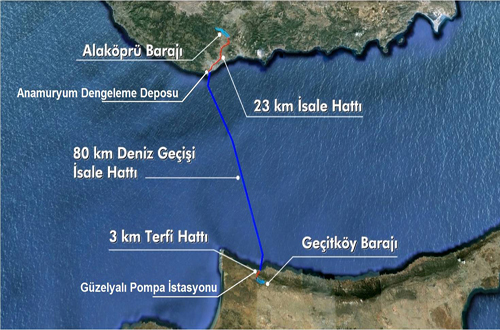 Alaköprü Barajı
Anamuryum Dengeleme Deposu
23 km İsale Hattı
80 km Deniz Geçişi
İsale Hattı
3 km Terfi Hattı
Geçitköy Barajı
Güzelyalı Pompa İstasyonu